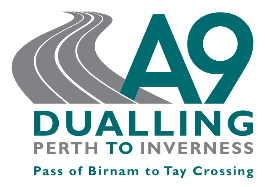 A9
DUALLING
PERTH TO INVERNESS
Pass of Birnam to Tay Crossing